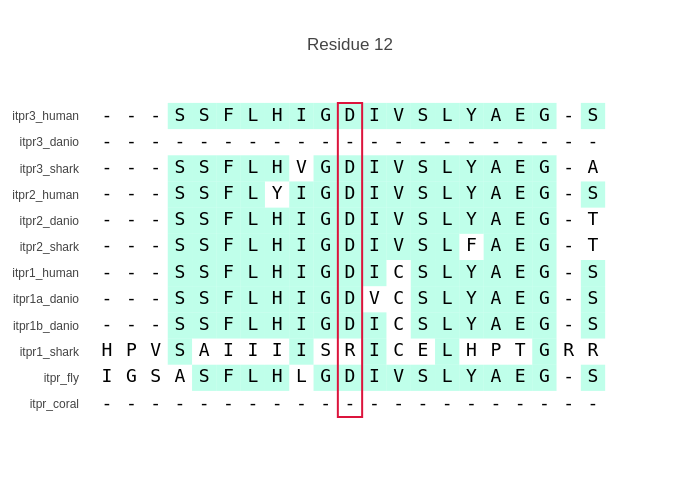 Residue 12
itpr3_human - - - S S F L H I G D I V S L Y A E G - S
itpr3_danio - - - - - - - - - - - - - - - - - - - - -
itpr3_shark - - - S S F L H V G D I V S L Y A E G - A
itpr2_human - - - S S F L Y I G D I V S L Y A E G - S
itpr2_danio - - - S S F L H I G D I V S L Y A E G - T
itpr2_shark - - - S S F L H I G D I V S L F A E G - T
itpr1_human - - - S S F L H I G D I C S L Y A E G - S
itpr1a_danio - - - S S F L H I G D V C S L Y A E G - S
itpr1b_danio - - - S S F L H I G D I C S L Y A E G - S
itpr1_shark H P V S A I I I I S R I C E L H P T G R R
itpr_fly I G S A S F L H L G D I V S L Y A E G - S
itpr_coral - - - - - - - - - - - - - - - - - - - - -